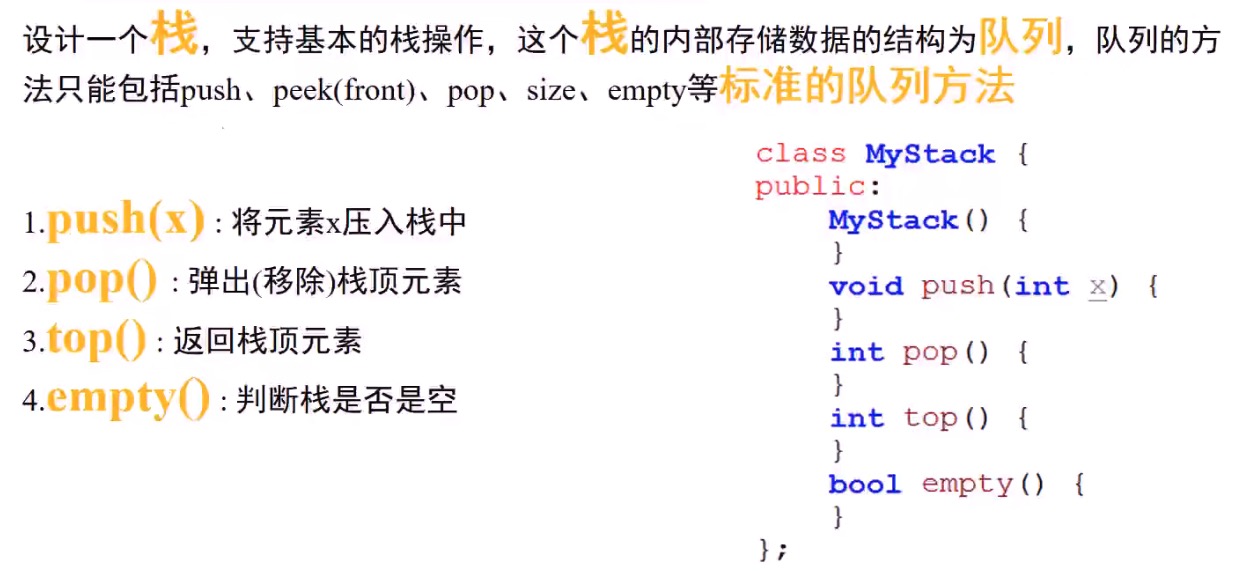 设计一个栈，支持基本的栈操作，这个栈的内部存储数据的结构为队列，队列的方
法只能包括push、peek(front)、pop、size、empty等标准的队列方法
1.push(x) : 将元素x压入栈中
2.pop() : 弹出(移除)栈顶元素
3.top() : 返回栈顶元素
4.empty() : 判断栈是否是空
class MyStack {
public:
    MyStack() {
    }
    void push(int x) {
    }
    int pop() {
    }
    int top() {
    }
    bool empty() {
    }
};